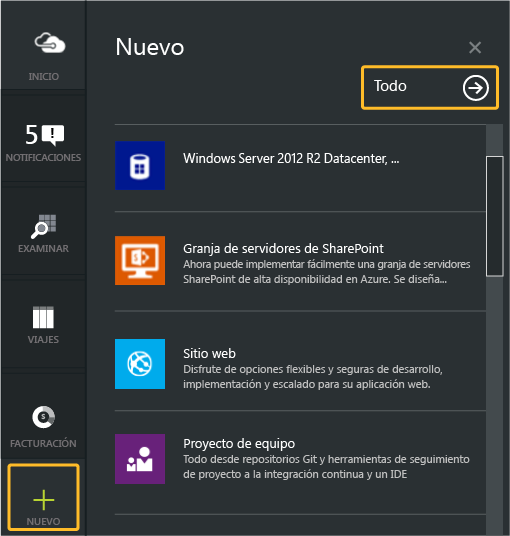 Nuevo
Todo
INICIO
5
NOTIFICACIONES
EXAMINAR
VIAJES
FACTURACIÓN
NUEVO
Windows Server 2012 R2 Datacenter, ...
Granja de servidores de SharePoint
Ahora puede implementar fácilmente una granja de servidores
SharePoint de alta disponibilidad en Azure. Se diseña...
Sitio web
Disfrute de opciones flexibles y seguras de desarrollo,
implementación y escalado para su aplicación web.
Proyecto de equipo
Todo desde repositorios Git y herramientas de seguimiento
de proyecto a la integración continua y un IDE